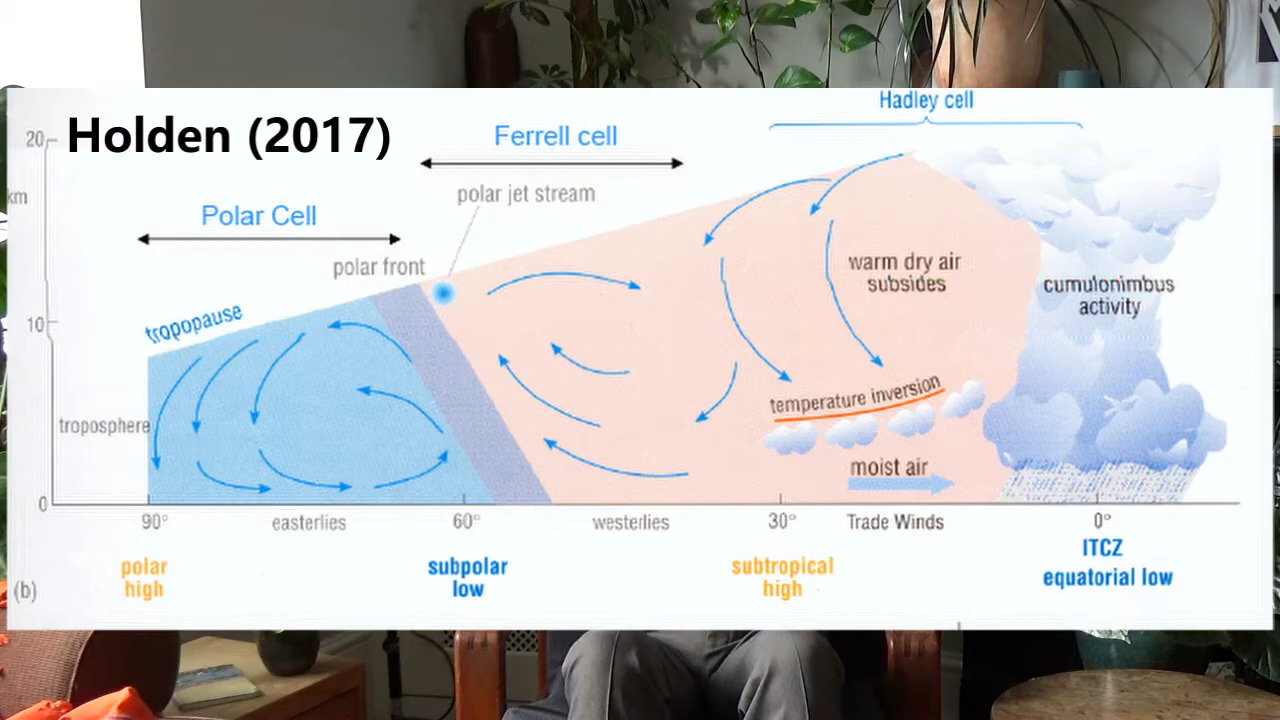 Hadley cell
Holden (2017)
Ferrell cell
20
km
polar jet stream
Polar Cell
polar front
warm dry air
subsides
cumulonimbus
activity
tropopause
10
temperature inversion
troposphere
moist air
0
90°
easterlies
60°
westerlies
30°
Trade Winds
0°
ITCZ
equatorial low
polar
high
subpolar
low
subtropical
high
(b)